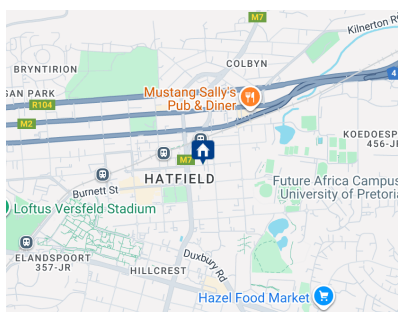 M7
Kilnerton R
COLBYN
BRYNTIRION
4
Mustang Sally's
Pub & Diner
SAN PARK
R104
M2
KOEDOESP
456-JR
M7
HATFIELD
Burnett St
Future Africa Campus
University of Pretoria
Loftus Versfeld Stadium
ELANDSPOORT
357-JR
Duxbury Rd
HILLCREST
Hazel Food Market